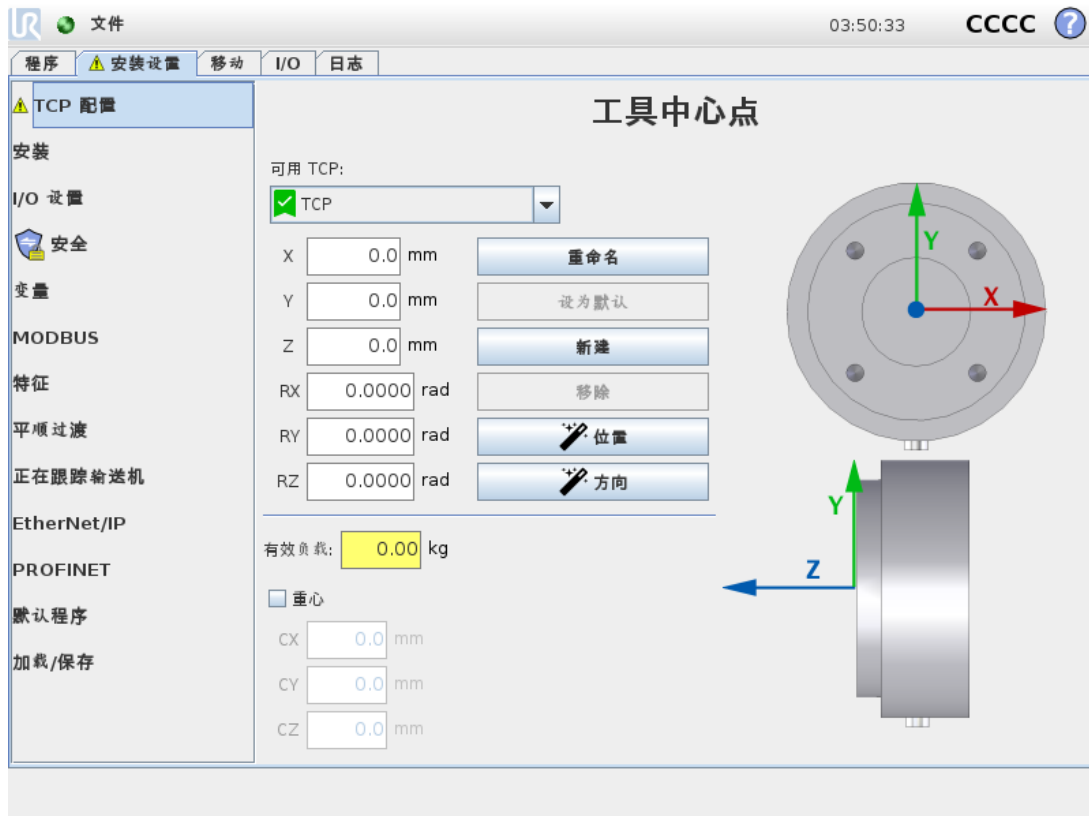 UR
文件
03:50:33
CCCC
?
程序
安装设置
移动
I/O
日志
TCP 配置
安装
I/O 设置
安全
变量
MODBUS
特征
平顺过渡
正在跟踪输送机
EtherNet/IP
PROFINET
默认程序
加载/保存
工具中心点
可用 TCP:
TCP
X 0.0 mm
重命名
Y 0.0 mm
设为默认
Z 0.0 mm
新建
RX 0.0000 rad
移除
RY 0.0000 rad
位置
RZ 0.0000 rad
方向
有效负载: 0.00 kg
重心
CX 0.0 mm
CY 0.0 mm
CZ 0.0 mm
Y
X
Y
Z